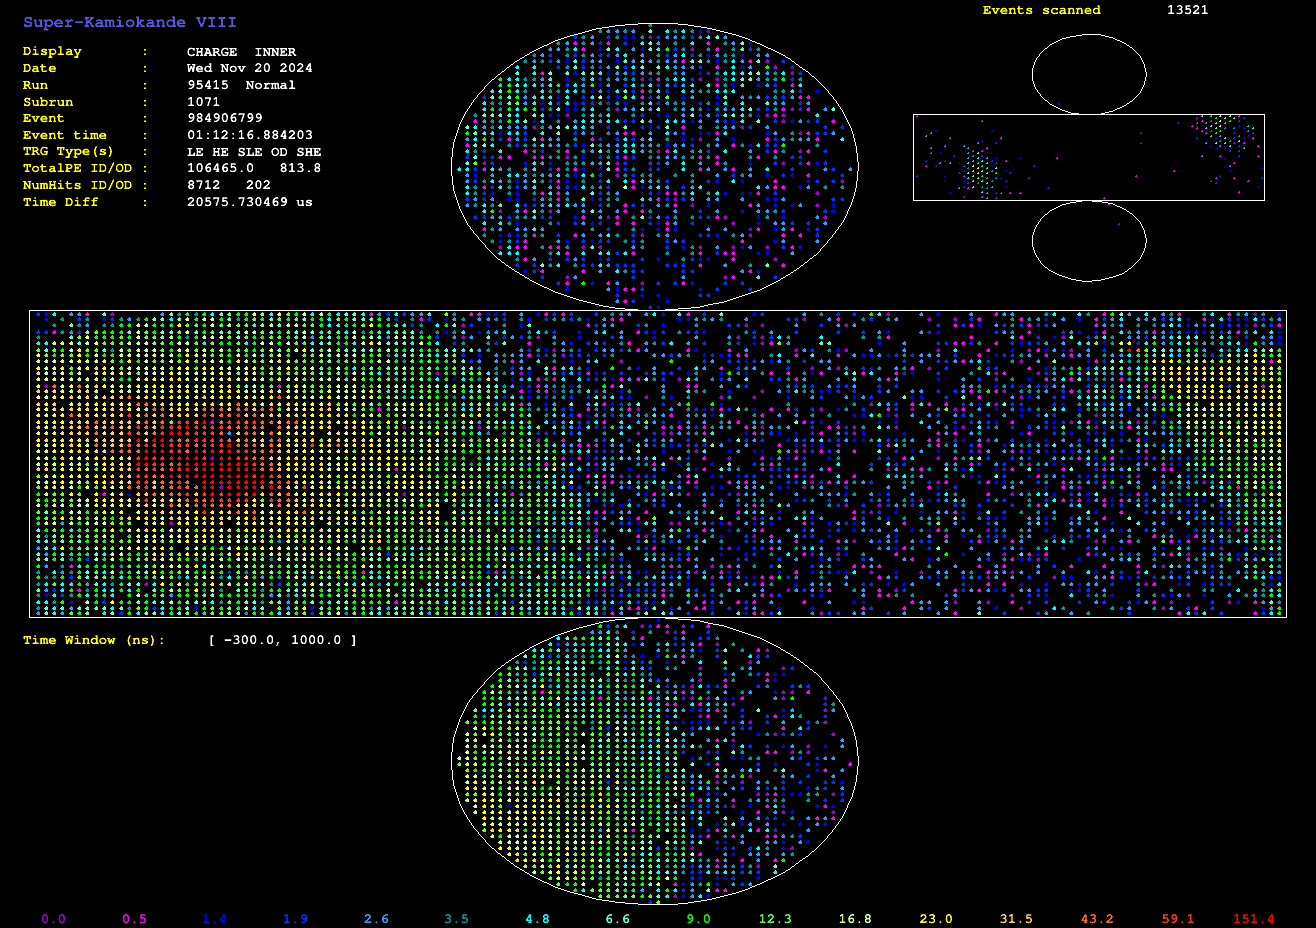 Super-Kamiokande VIII
Events scanned 13521
Display : CHARGE INNER
Date : Wed Nov 20 2024
Run : 95415 Normal
Subrun : 1071
Event : 984906799
Event time : 01:12:16.884203
TRG Type(s) : LE HE SLE OD SHE
TotalPE ID/OD : 106465.0 813.8
NumHits ID/OD : 8712 202
Time Diff : 20575.730469 us
Time Window (ns): [ -300.0, 1000.0 ]
0.0 0.5 1.4 1.9 2.6 3.5 4.8 6.6 9.0 12.3 16.8 23.0 31.5 43.2 59.1 151.4